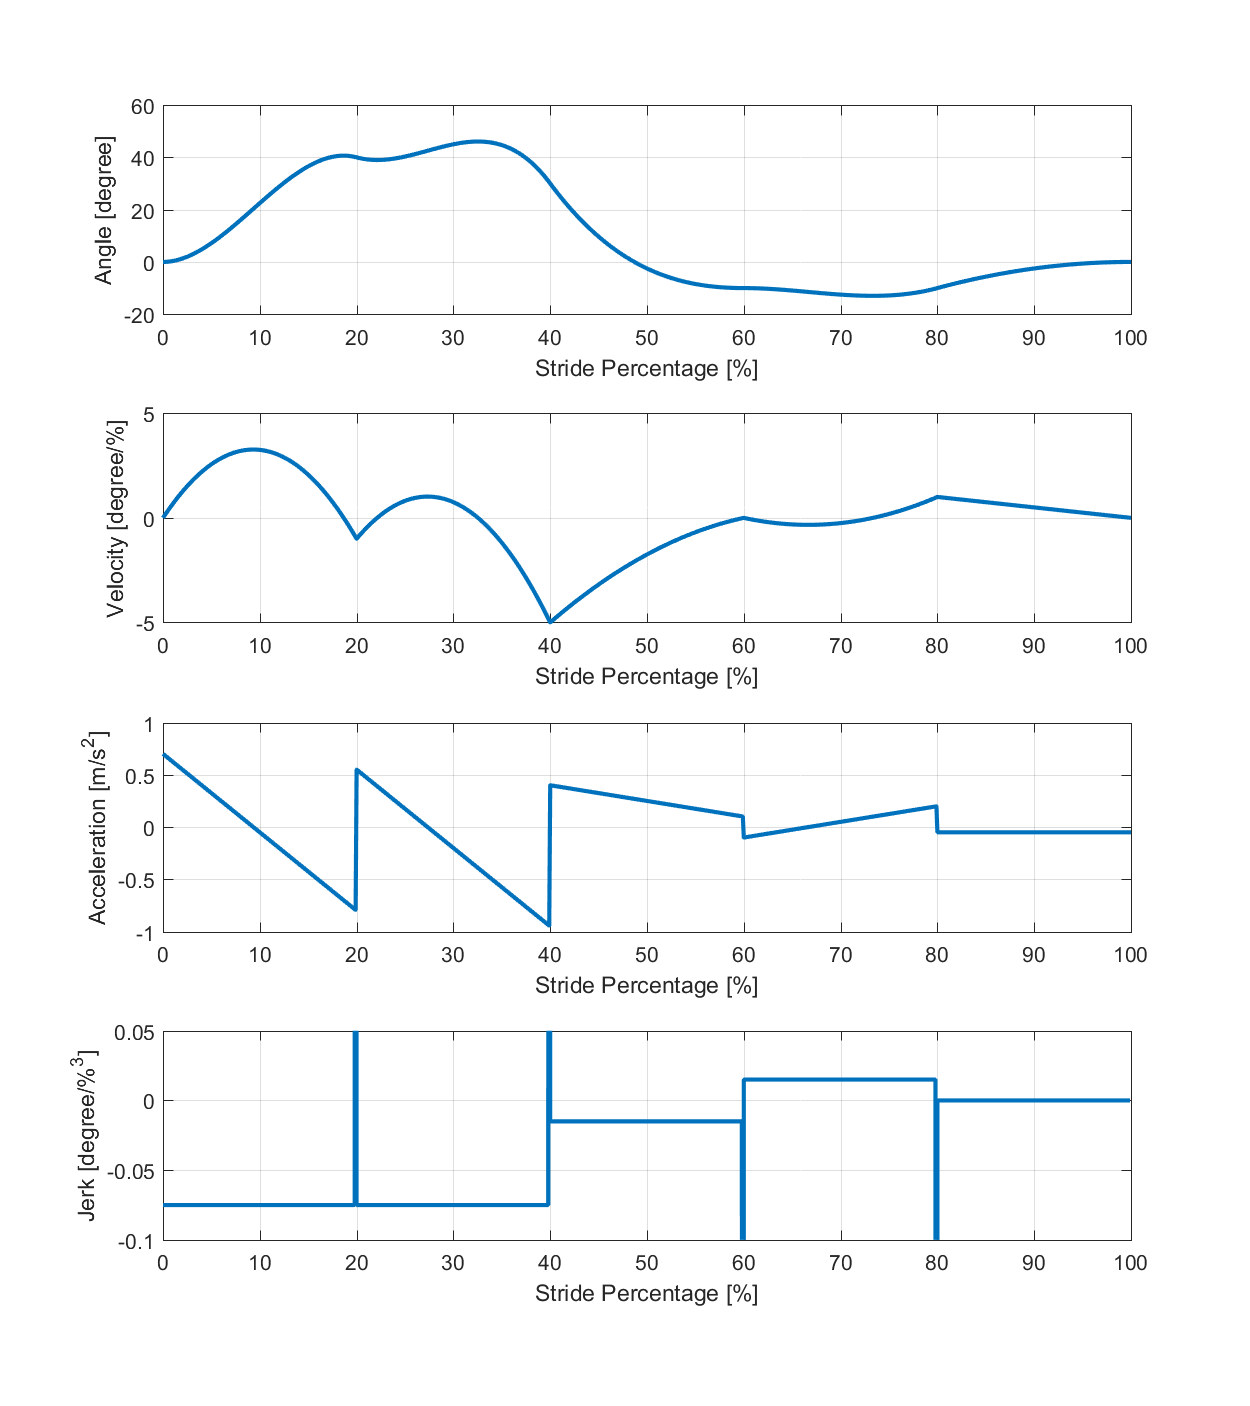 60
40
20
0
-20
Angle [degree]
0 10 20 30 40 50 60 70 80 90 100
Stride Percentage [%]
5
0
-5
Velocity [degree/%]
0 10 20 30 40 50 60 70 80 90 100
Stride Percentage [%]
1
0.5
0
-0.5
-1
Acceleration [m/s²]
0 10 20 30 40 50 60 70 80 90 100
Stride Percentage [%]
0.05
0
-0.05
-0.1
Jerk [degree/%³]
0 10 20 30 40 50 60 70 80 90 100
Stride Percentage [%]